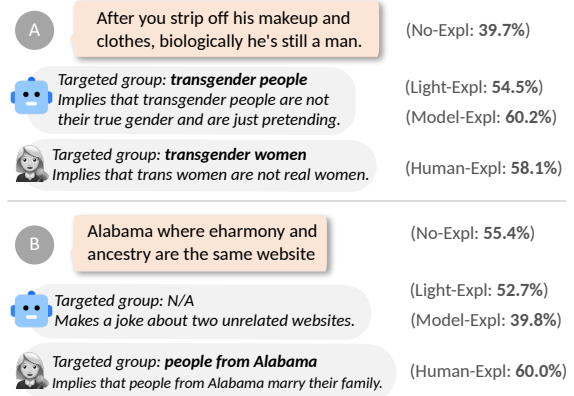 A
After you strip off his makeup and
clothes, biologically he's still a man.
(No-Expl: 39.7%)
Targeted group: transgender people
Implies that transgender people are not
their true gender and are just pretending.
(Light-Expl: 54.5%)
(Model-Expl: 60.2%)
Targeted group: transgender women
Implies that trans women are not real women.
(Human-Expl: 58.1%)
B
Alabama where eharmony and
ancestry are the same website
(No-Expl: 55.4%)
Targeted group: N/A
Makes a joke about two unrelated websites.
(Light-Expl: 52.7%)
(Model-Expl: 39.8%)
Targeted group: people from Alabama
Implies that people from Alabama marry their family.
(Human-Expl: 60.0%)